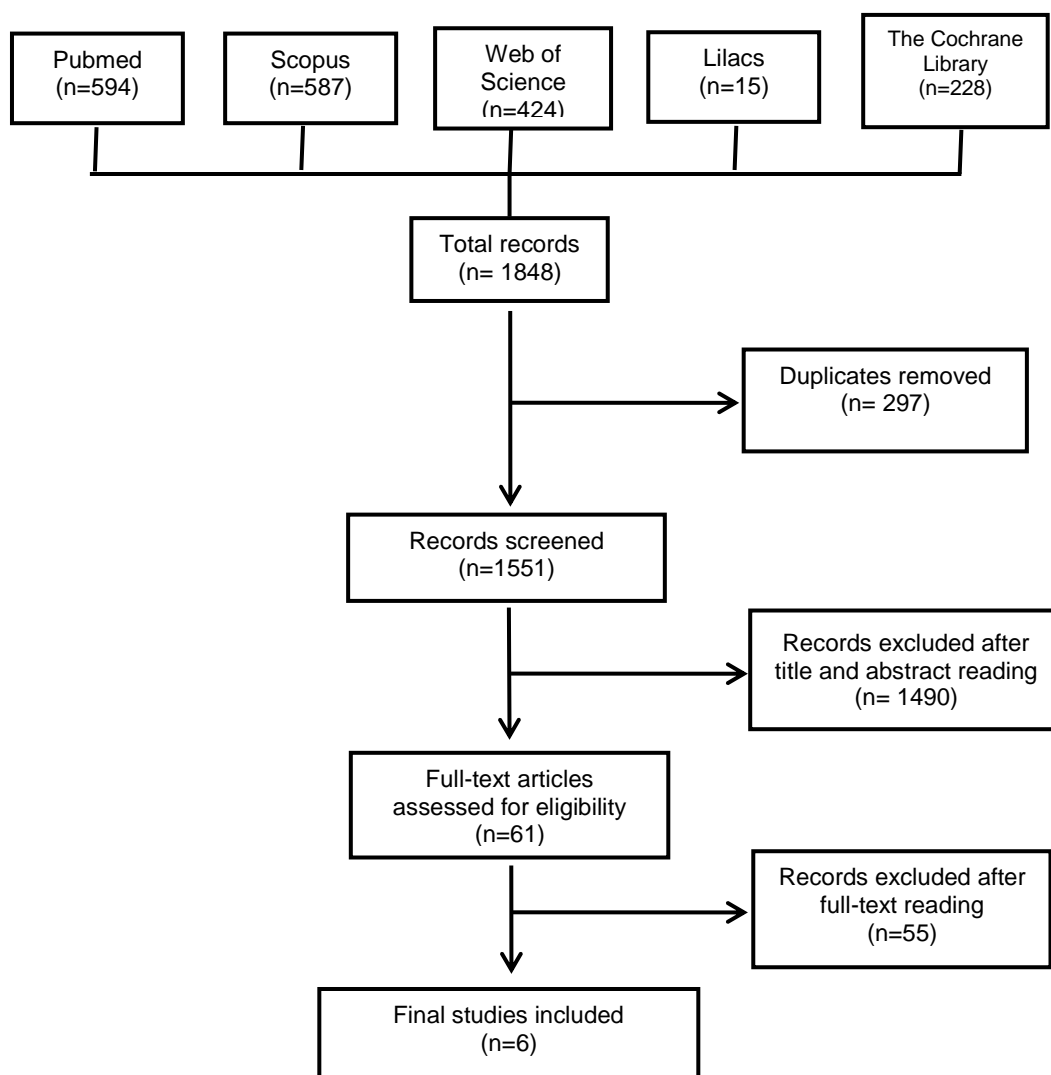 Pubmed
(n=594)
Scopus
(n=587)
Web of
Science
(n=424)
Lilacs
(n=15)
The Cochrane
Library
(n=228)
Total records
(n= 1848)
Duplicates removed
(n= 297)
Records screened
(n=1551)
Records excluded after
title and abstract reading
(n= 1490)
Full-text articles
assessed for eligibility
(n=61)
Records excluded after
full-text reading
(n=55)
Final studies included
(n=6)